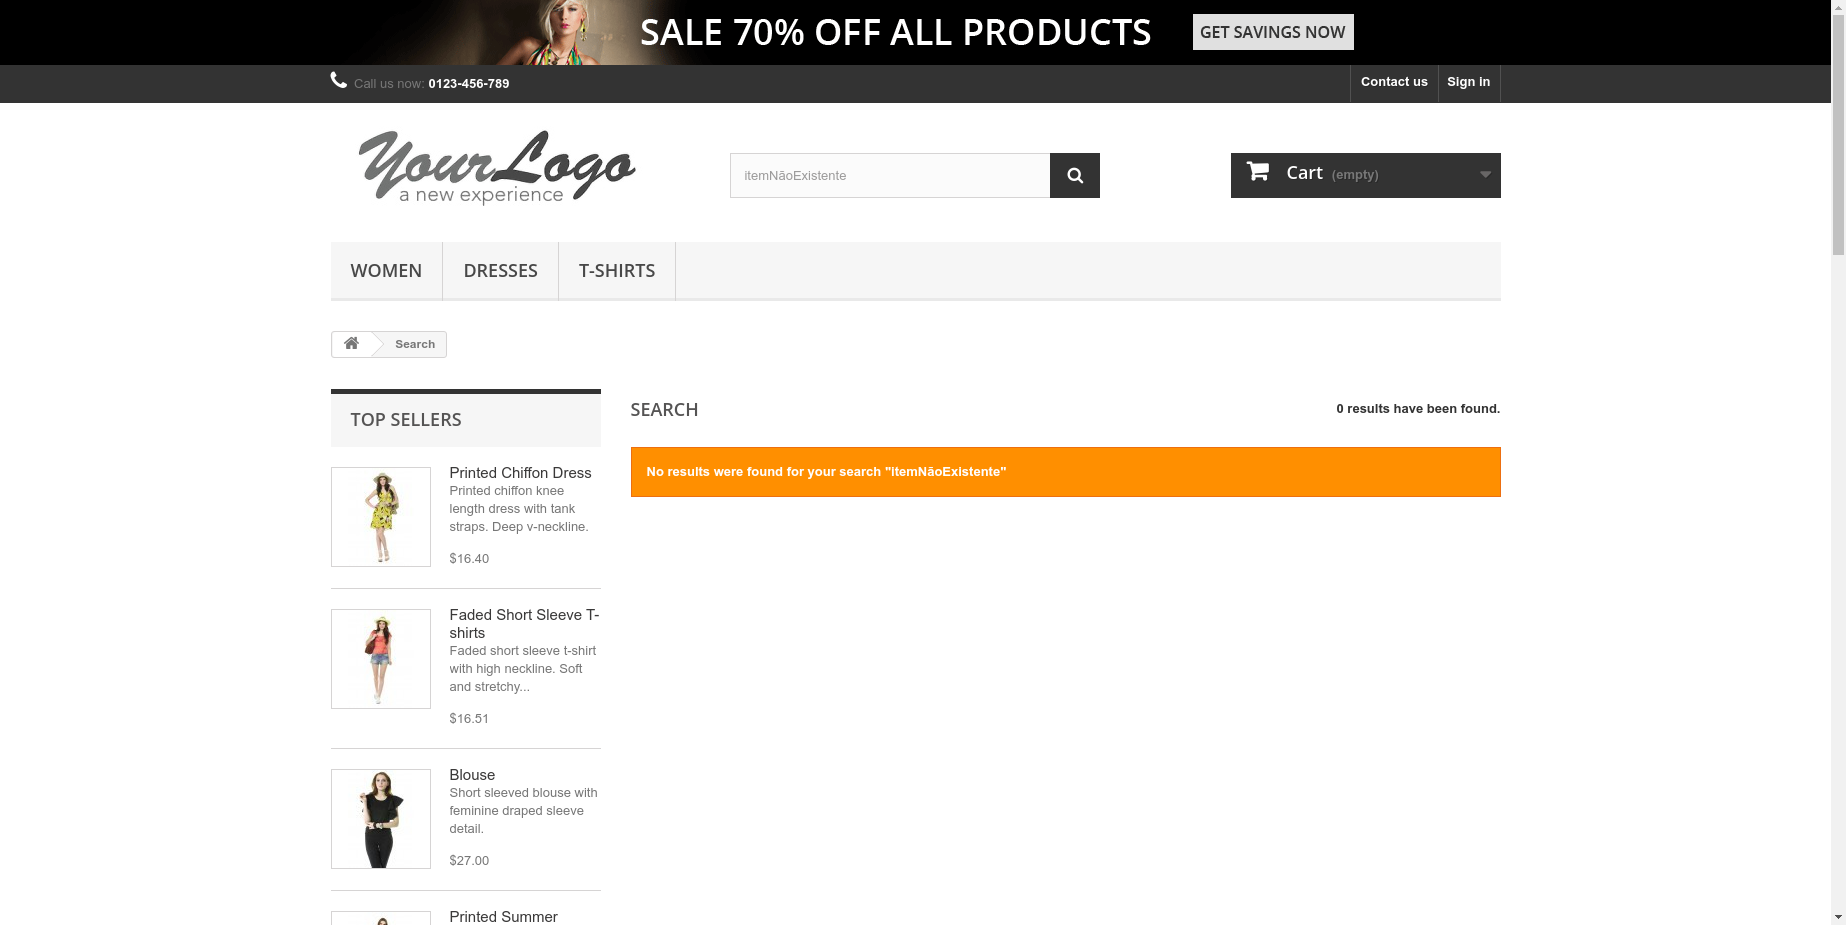 SALE 70% OFF ALL PRODUCTS GET SAVINGS NOW
Call us now: 0123-456-789 Contact us Sign in
YourLogo
a new experience
itemNãoExistente
Cart (empty)
WOMEN DRESSES T-SHIRTS
Search
TOP SELLERS
Printed Chiffon Dress
Printed chiffon knee
length dress with tank
straps. Deep v-neckline.
$16.40
Faded Short Sleeve T-
shirts
Faded short sleeve t-shirt
with high neckline. Soft
and stretchy...
$16.51
Blouse
Short sleeved blouse with
feminine draped sleeve
detail.
$27.00
Printed Summer
SEARCH 0 results have been found.
No results were found for your search "itemNãoExistente"